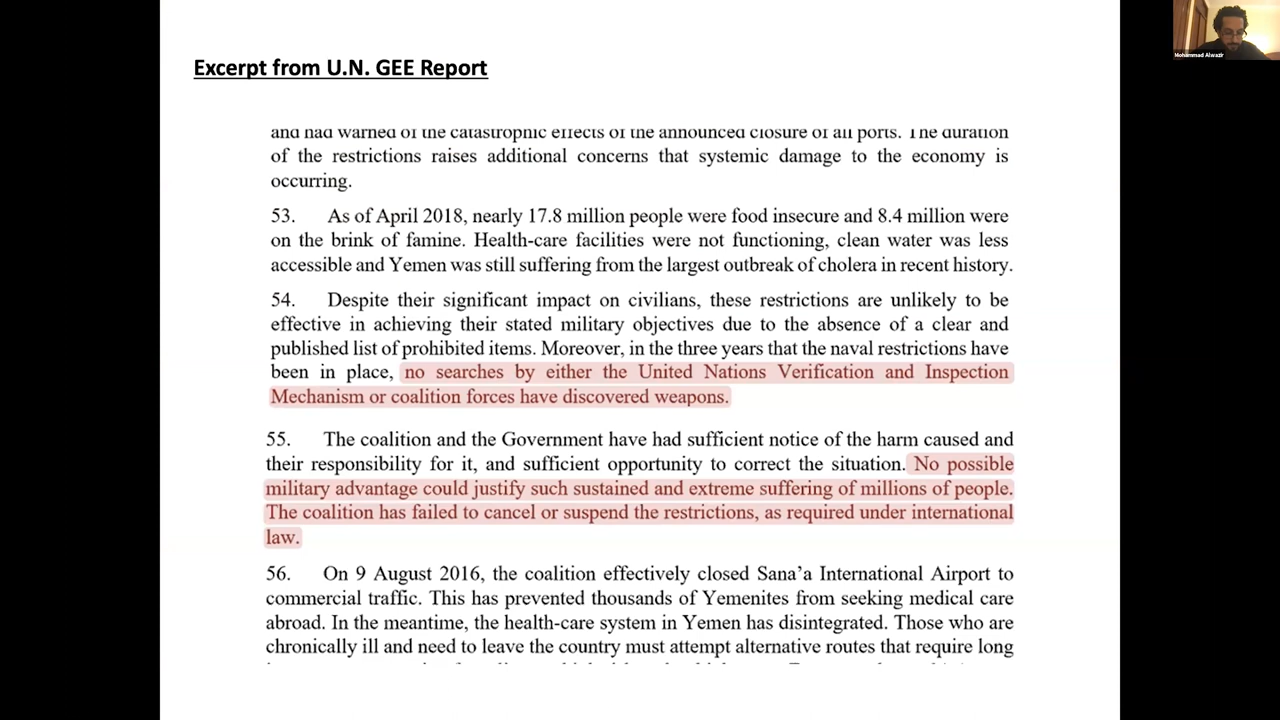 Mohammad Alwazir
Excerpt from U.N. GEE Report
and had warned of the catastrophic effects of the announced closure of all ports. The duration
of the restrictions raises additional concerns that systemic damage to the economy is
occurring.
53. As of April 2018, nearly 17.8 million people were food insecure and 8.4 million were
on the brink of famine. Health-care facilities were not functioning, clean water was less
accessible and Yemen was still suffering from the largest outbreak of cholera in recent history.
54. Despite their significant impact on civilians, these restrictions are unlikely to be
effective in achieving their stated military objectives due to the absence of a clear and
published list of prohibited items. Moreover, in the three years that the naval restrictions have
been in place, no searches by either the United Nations Verification and Inspection
Mechanism or coalition forces have discovered weapons.
55. The coalition and the Government have had sufficient notice of the harm caused and
their responsibility for it, and sufficient opportunity to correct the situation. No possible
military advantage could justify such sustained and extreme suffering of millions of people.
The coalition has failed to cancel or suspend the restrictions, as required under international
law.
56. On 9 August 2016, the coalition effectively closed Sana’a International Airport to
commercial traffic. This has prevented thousands of Yemenites from seeking medical care
abroad. In the meantime, the health-care system in Yemen has disintegrated. Those who are
chronically ill and need to leave the country must attempt alternative routes that require long